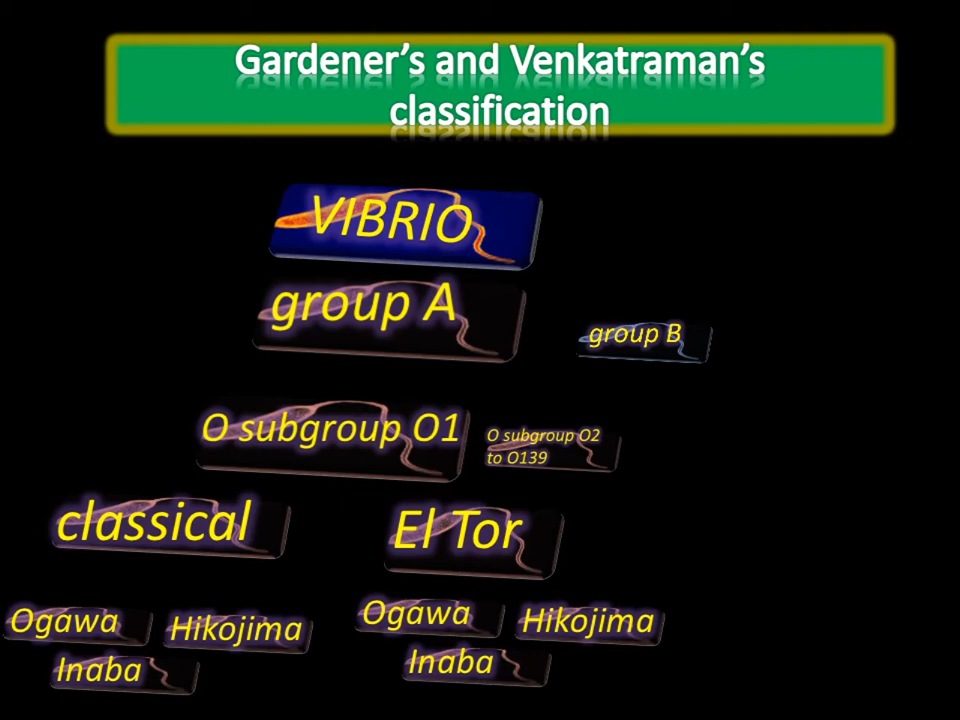 Gardener’s and Venkatraman’s
classification
VIBRIO
group A
group B
O subgroup O1
O subgroup O2
to O139
classical
El Tor
Ogawa
Hikojima
Inaba
Ogawa
Hikojima
Inaba